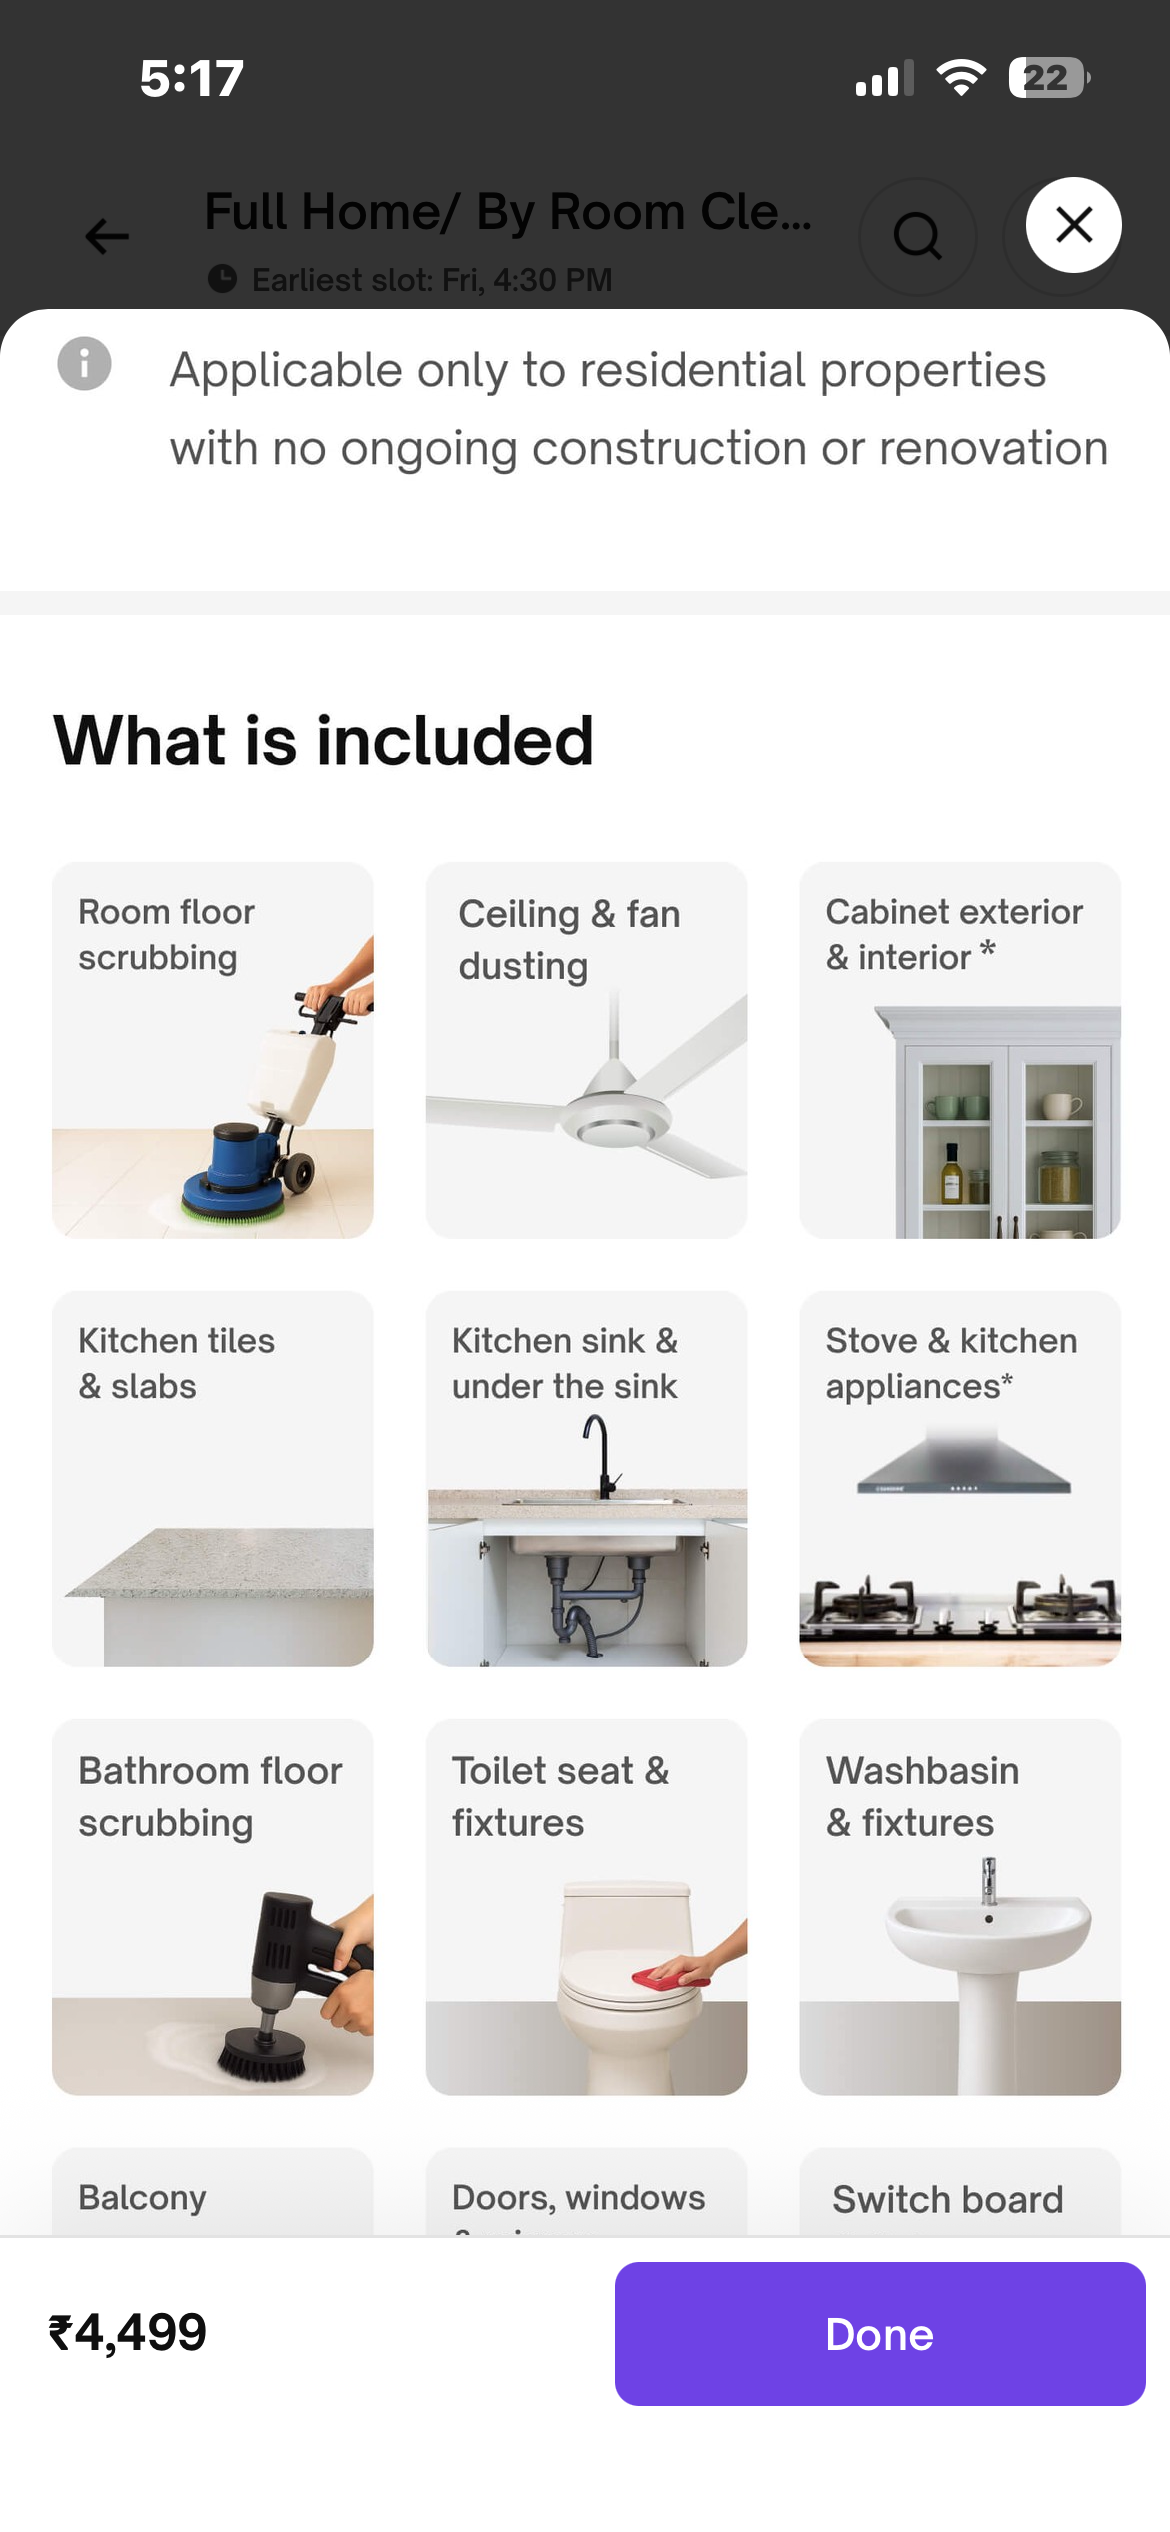 5:17
22
Full Home/ By Room Cle...
Earliest slot: Fri, 4:30 PM
Applicable only to residential properties
with no ongoing construction or renovation
What is included
Room floor
scrubbing
Ceiling & fan
dusting
Cabinet exterior
& interior *
Kitchen tiles
& slabs
Kitchen sink &
under the sink
Stove & kitchen
appliances*
Bathroom floor
scrubbing
Toilet seat &
fixtures
Washbasin
& fixtures
Balcony
Doors, windows
Switch board
₹4,499
Done